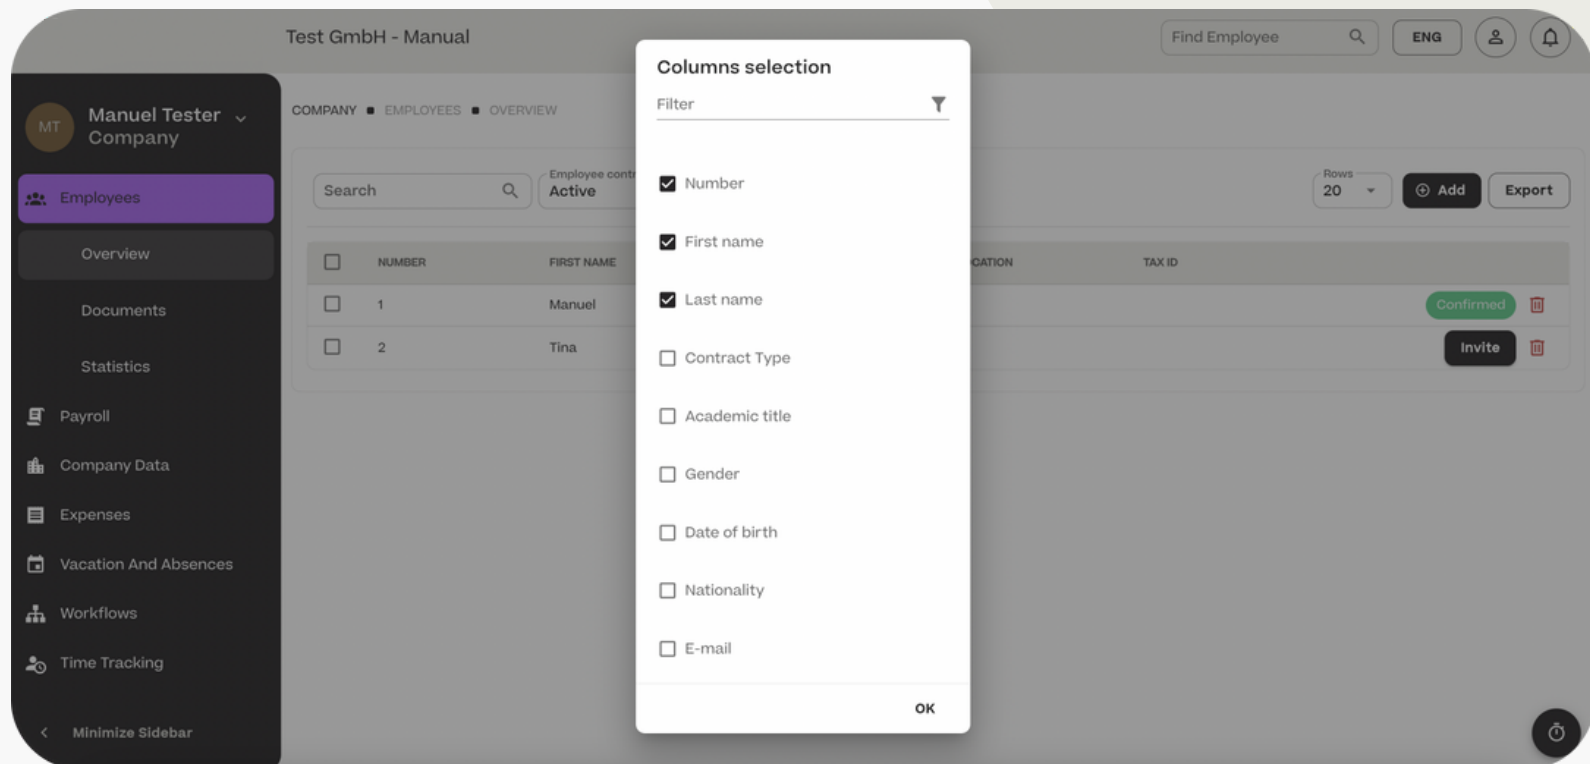 Test GmbH - Manual
Find Employee
ENG
MT
Manuel Tester
Company
Employees
Overview
Documents
Statistics
Payroll
Company Data
Expenses
Vacation And Absences
Workflows
Time Tracking
Minimize Sidebar
COMPANY ■ EMPLOYEES ■ OVERVIEW
Search
Employee contr
Active
Rows
20
Add
Export
NUMBER FIRST NAME CATION TAX ID
1 Manuel Confirmed
2 Tina Invite
Columns selection
Filter
Number
First name
Last name
Contract Type
Academic title
Gender
Date of birth
Nationality
E-mail
OK